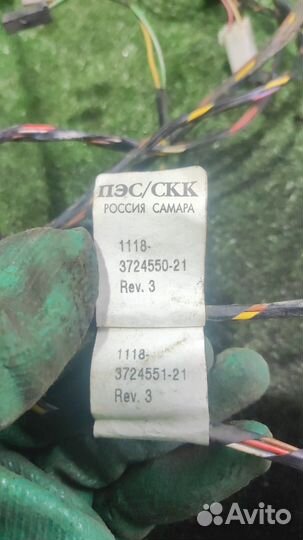 ПЭС/СКК
РОССИЯ САМАРА
1118-
3724550-21
Rev. 3
1118-
3724551-21
Rev. 3
Avito